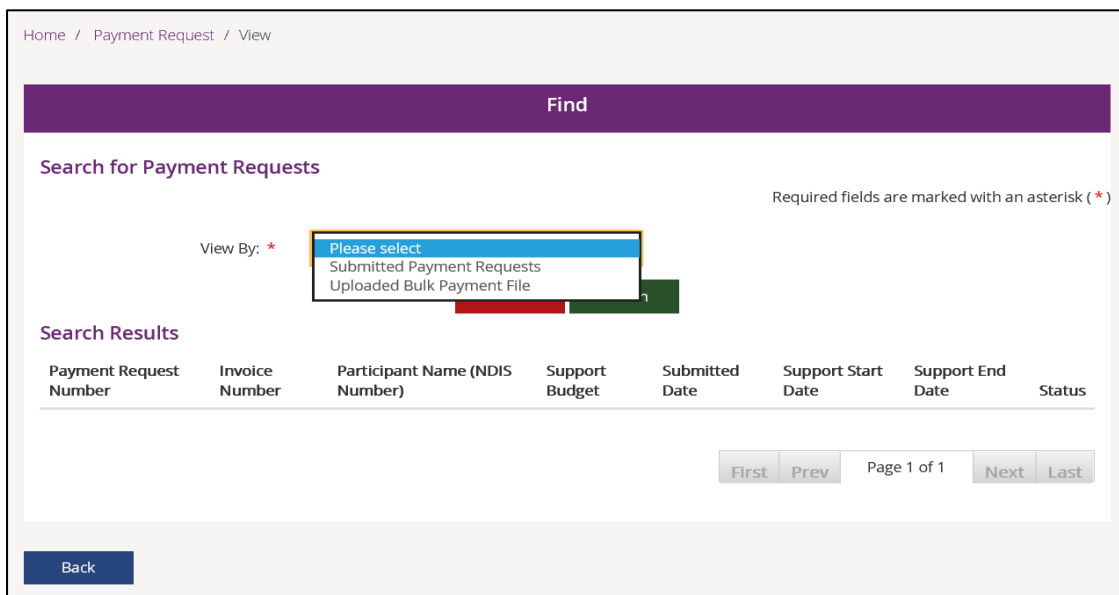 Home / Payment Request / View
Find
Search for Payment Requests
Required fields are marked with an asterisk (*)
View By: *
Please select
Submitted Payment Requests
Uploaded Bulk Payment File
Search Results
Payment Request Number Invoice Number Participant Name (NDIS Number) Support Budget Submitted Date Support Start Date Support End Date Status
First Prev Page 1 of 1 Next Last
Back